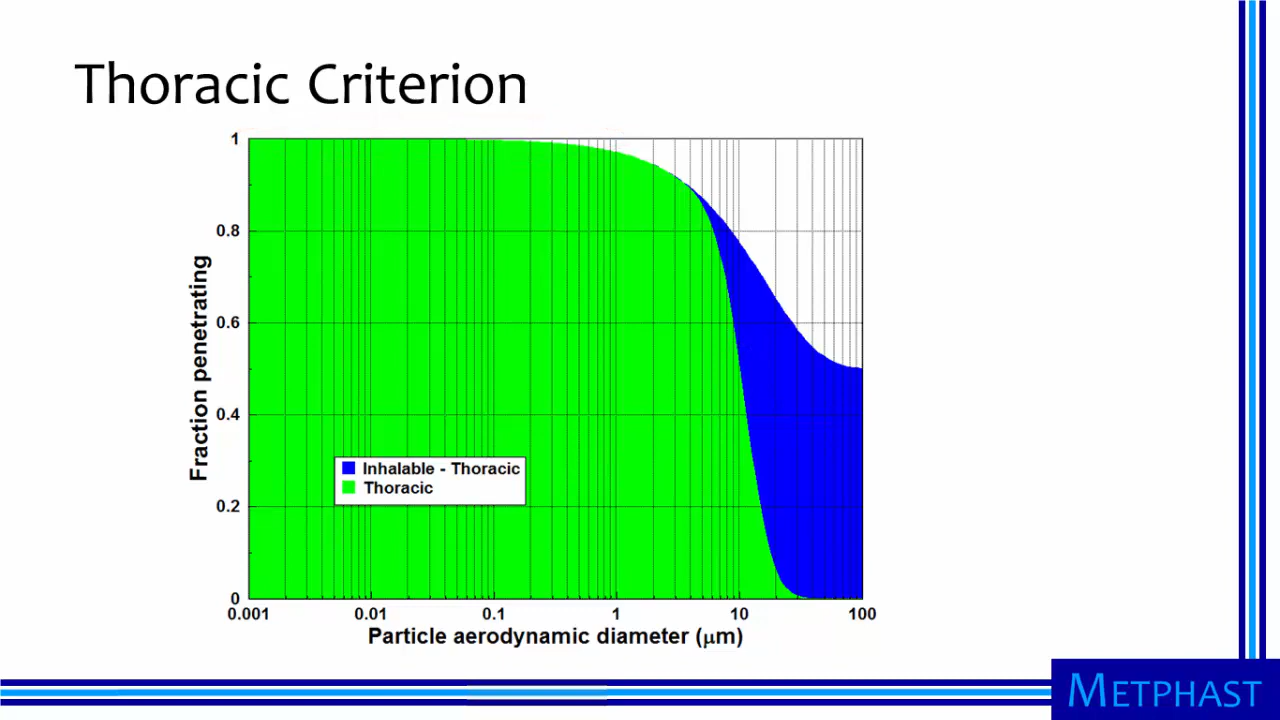 Thoracic Criterion
1
0.8
0.6
0.4
0.2
0
Fraction penetrating
Inhalable - Thoracic
Thoracic
0.001 0.01 0.1 1 10 100
Particle aerodynamic diameter (μm)
METPHAST